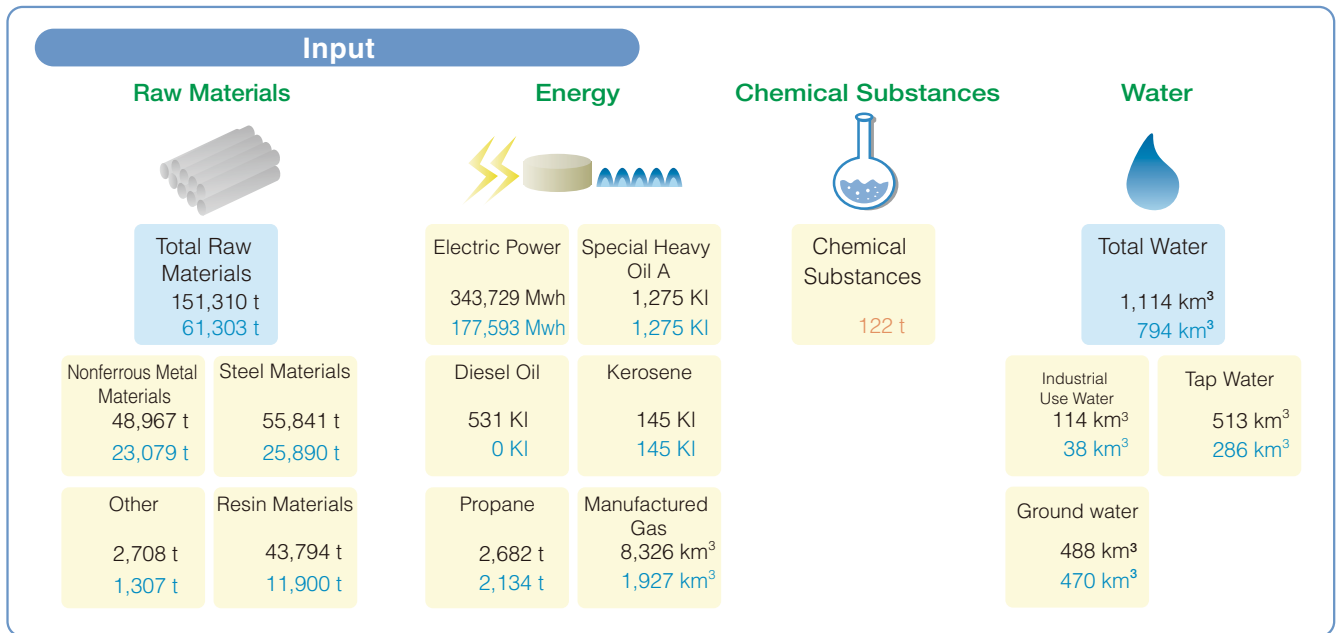 Input
Raw Materials
Energy
Chemical Substances
Water
Total Raw
Materials
151,310 t
61,303 t
Nonferrous Metal
Materials
48,967 t
23,079 t
Steel Materials
55,841 t
25,890 t
Other
2,708 t
1,307 t
Resin Materials
43,794 t
11,900 t
Electric Power
343,729 Mwh
177,593 Mwh
Special Heavy
Oil A
1,275 Kl
1,275 Kl
Diesel Oil
531 Kl
0 Kl
Kerosene
145 Kl
145 Kl
Propane
2,682 t
2,134 t
Manufactured
Gas
8,326 km³
1,927 km³
Chemical
Substances
122 t
Total Water
1,114 km³
794 km³
Industrial
Use Water
114 km³
38 km³
Tap Water
513 km³
286 km³
Ground water
488 km³
470 km³